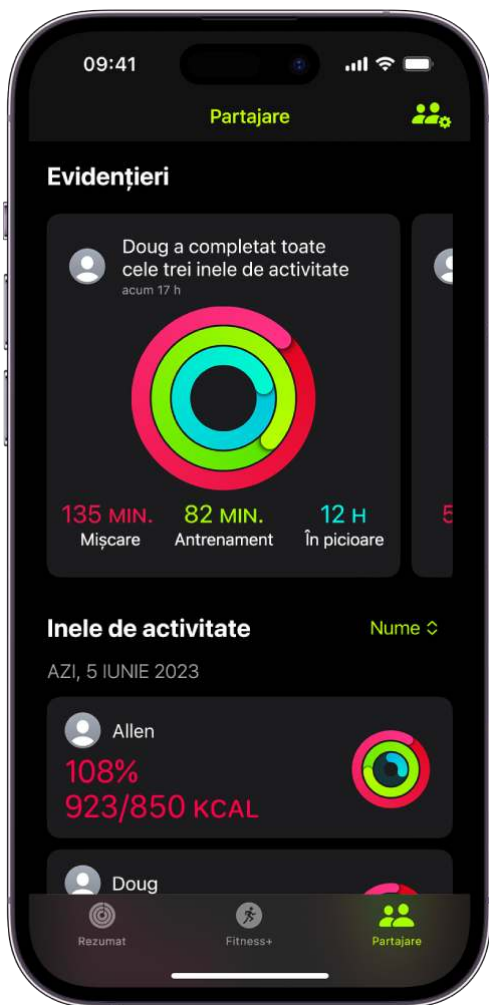 09:41
Partajare
Evidențieri
Doug a completat toate
cele trei inele de activitate
acum 17 h
135 MIN. 82 MIN. 12 H
Mișcare Antrenament În picioare
5
Inele de activitate Nume
AZI, 5 IUNIE 2023
Allen
108%
923/850 KCAL
Doug
Rezumat Fitness+ Partajare